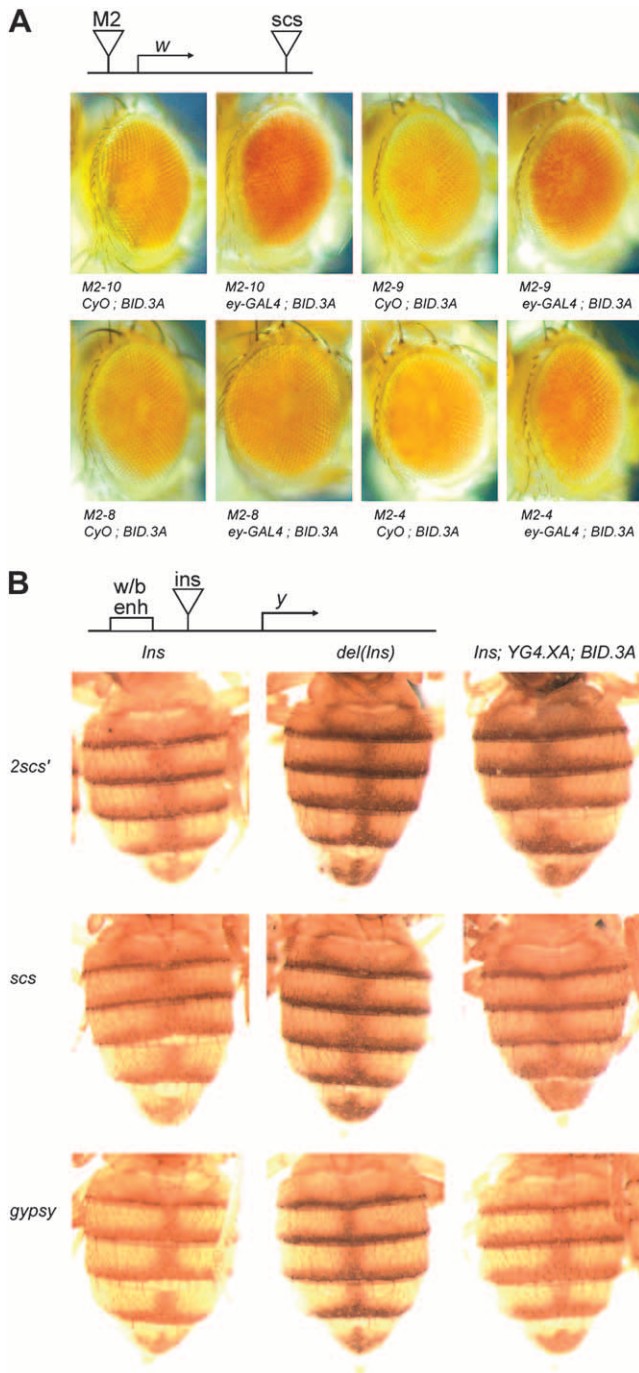 A
M2
w
scs
M2-10
CyO ; BID.3A
M2-10
ey-GAL4 ; BID.3A
M2-9
CyO ; BID.3A
M2-9
ey-GAL4 ; BID.3A
M2-8
CyO ; BID.3A
M2-8
ey-GAL4 ; BID.3A
M2-4
CyO ; BID.3A
M2-4
ey-GAL4 ; BID.3A
B
w/b
enh
ins
y
Ins
del(Ins)
Ins; YG4.XA; BID.3A
2scs'
scs
gypsy